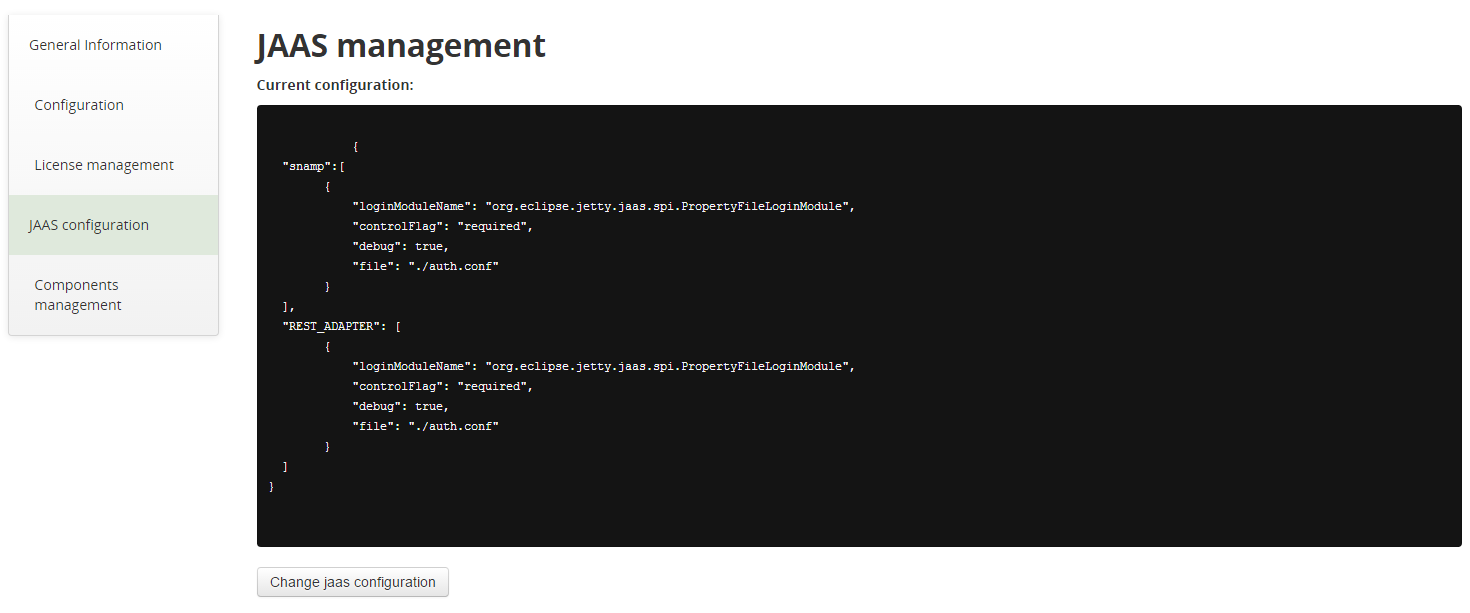 General Information
Configuration
License management
JAAS configuration
Components
management
JAAS management
Current configuration:
{
"snamp":[
{
"loginModuleName": "org.eclipse.jetty.jaas.spi.PropertyFileLoginModule",
"controlFlag": "required",
"debug": true,
"file": "./auth.conf"
}
],
"REST_ADAPTER": [
{
"loginModuleName": "org.eclipse.jetty.jaas.spi.PropertyFileLoginModule",
"controlFlag": "required",
"debug": true,
"file": "./auth.conf"
}
]
}
Change jaas configuration